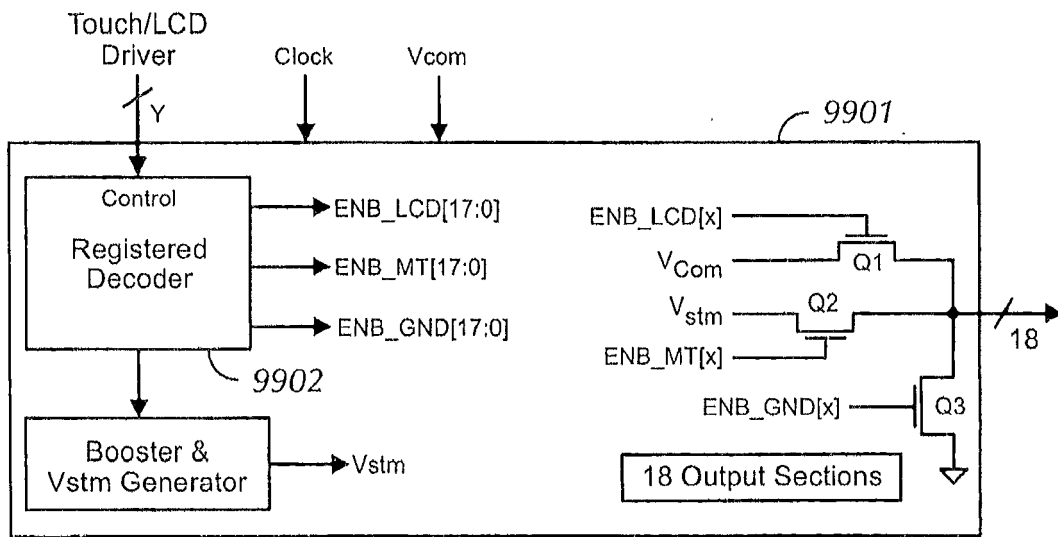 Touch/LCD
Driver
Y
Clock
Vcom
9901
Control
Registered
Decoder
ENB_LCD[17:0]
ENB_MT[17:0]
ENB_GND[17:0]
9902
Booster &
Vstm Generator
Vstm
ENB_LCD[x]
VCom
Q1
Vstm
Q2
ENB_MT[x]
18
ENB_GND[x]
Q3
18 Output Sections